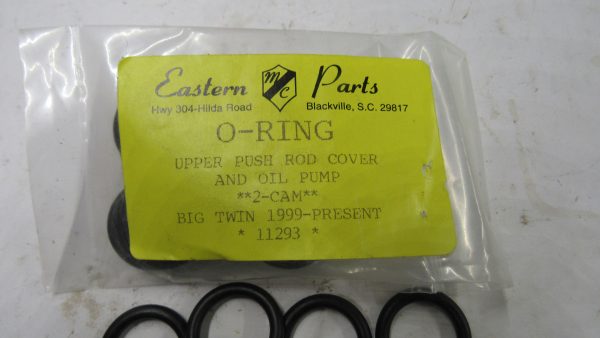 Eastern MC Parts
Hwy 304-Hilda Road Blackville, S.C. 29817
O-RING
UPPER PUSH ROD COVER
AND OIL PUMP
**2-CAM**
BIG TWIN 1999-PRESENT
* 11293 *